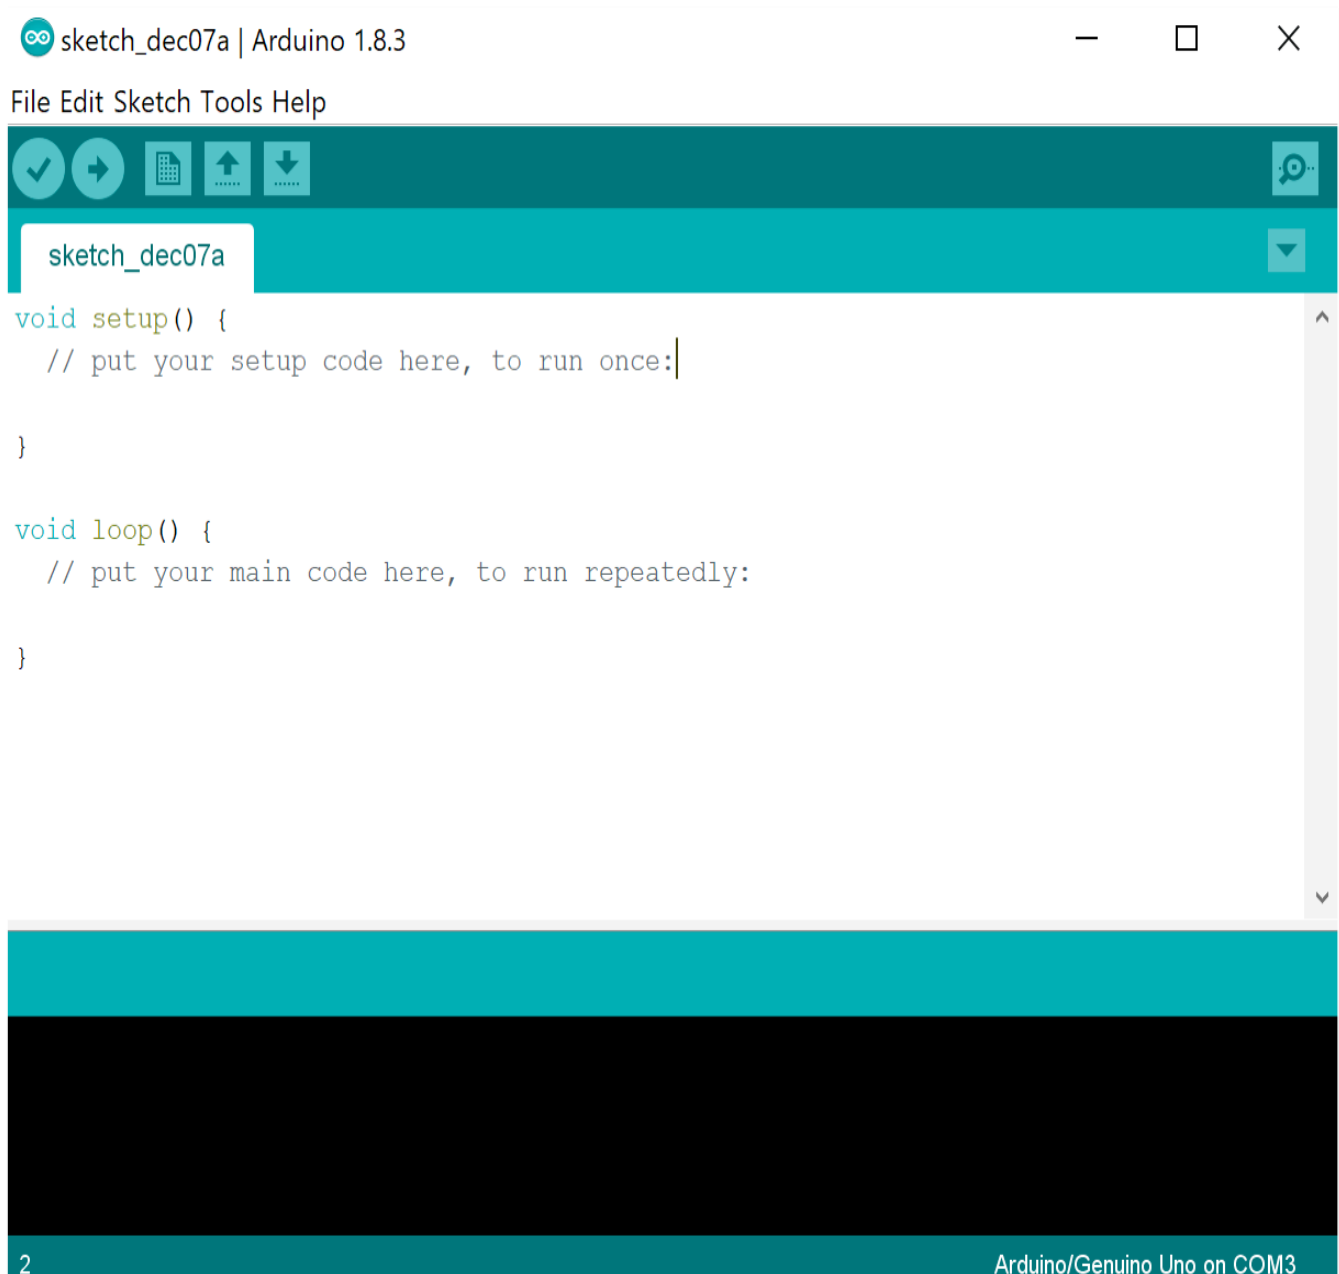 sketch_dec07a | Arduino 1.8.3
File Edit Sketch Tools Help
sketch_dec07a
void setup() {
  // put your setup code here, to run once:
}
void loop() {
  // put your main code here, to run repeatedly:
}
2
Arduino/Genuino Uno on COM3